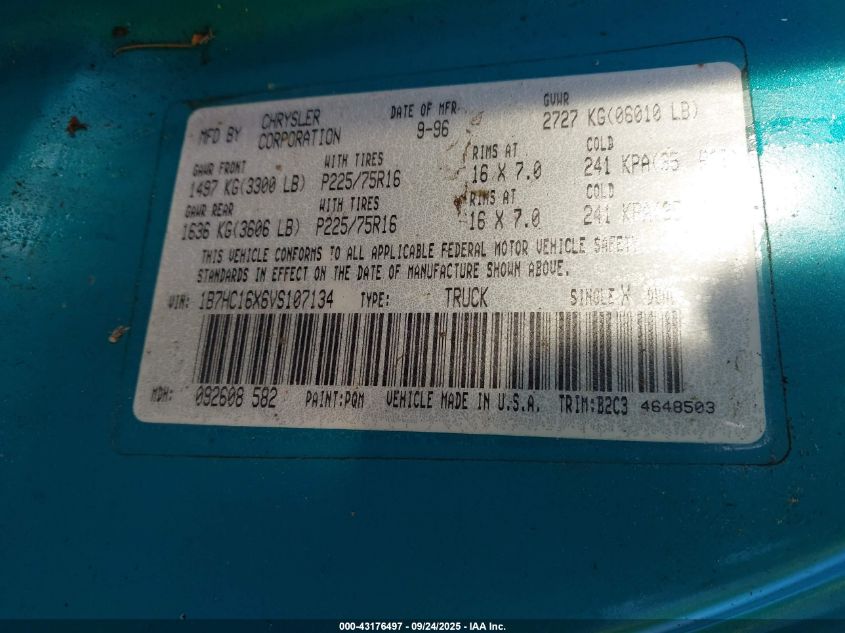 MFD BY CHRYSLER CORPORATION DATE OF MFR 9-96 GVWR 2727 KG(06010 LB)
GAWR FRONT WITH TIRES RIMS AT COLD
1497 KG(3300 LB) P225/75R16 16 X 7.0 241 KPA(35
GAWR REAR WITH TIRES RIMS AT COLD
1636 KG(3606 LB) P225/75R16 16 X 7.0 241 KPA(
THIS VEHICLE CONFORMS TO ALL APPLICABLE FEDERAL MOTOR VEHICLE SAFETY
STANDARDS IN EFFECT ON THE DATE OF MANUFACTURE SHOWN ABOVE.
VIN: 1B7HC16X6VS107134 TYPE: TRUCK SINGLE X
MDH: 092608 582 PAINT:PQM VEHICLE MADE IN U.S.A. TRIM:B2C3 4648503
000-43176497 - 09/24/2025 - IAA Inc.